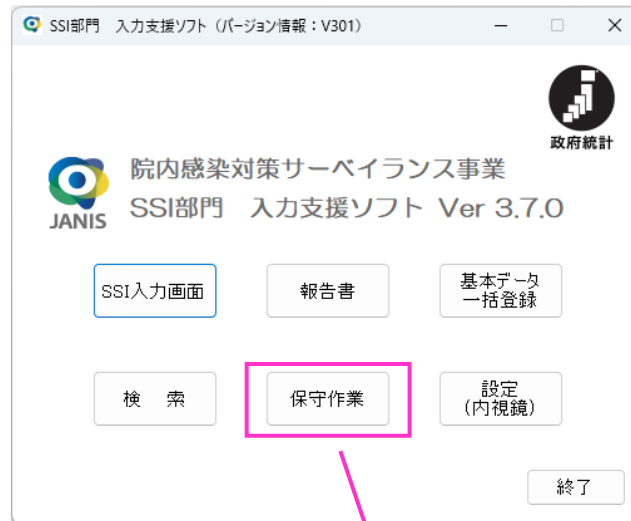 SSI部門　入力支援ソフト（バージョン情報：V301）
政府統計
院内感染対策サーベイランス事業
JANIS
SSI部門　入力支援ソフト Ver 3.7.0
SSI入力画面
報告書
基本データ
一括登録
検　索
保守作業
設定
(内視鏡)
終了